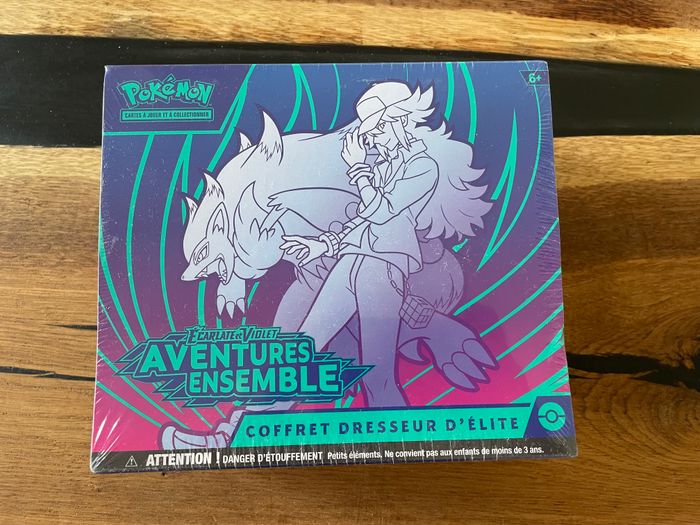 POKÉMON
CARTES À JOUER ET À COLLECTIONNER
6+
ÉCARLATE ET VIOLET
AVENTURES
ENSEMBLE
COFFRET DRESSEUR D'ÉLITE
ATTENTION ! DANGER D'ÉTOUFFEMENT Petits éléments. Ne convient pas aux enfants de moins de 3 ans.